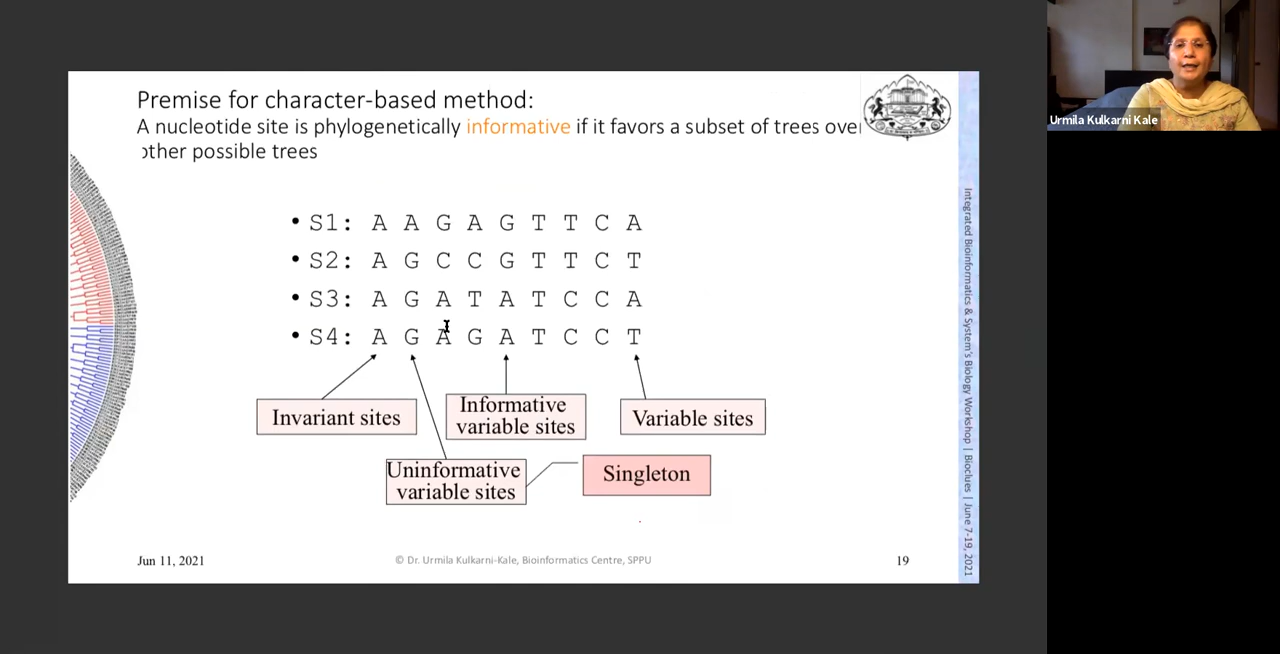 Premise for character-based method:
A nucleotide site is phylogenetically informative if it favors a subset of trees over
other possible trees
• S1: A A G A G T T C A
• S2: A G C C G T T C T
• S3: A G A T A T C C A
• S4: A G A G A T C C T
Invariant sites
Informative
variable sites
Variable sites
Uninformative
variable sites
Singleton
Jun 11, 2021
© Dr. Urmila Kulkarni-Kale, Bioinformatics Centre, SPPU
19
Integrated Bioinformatics & System's Biology Workshop | Bioclues | June 7-19, 2021
Urmila Kulkarni Kale